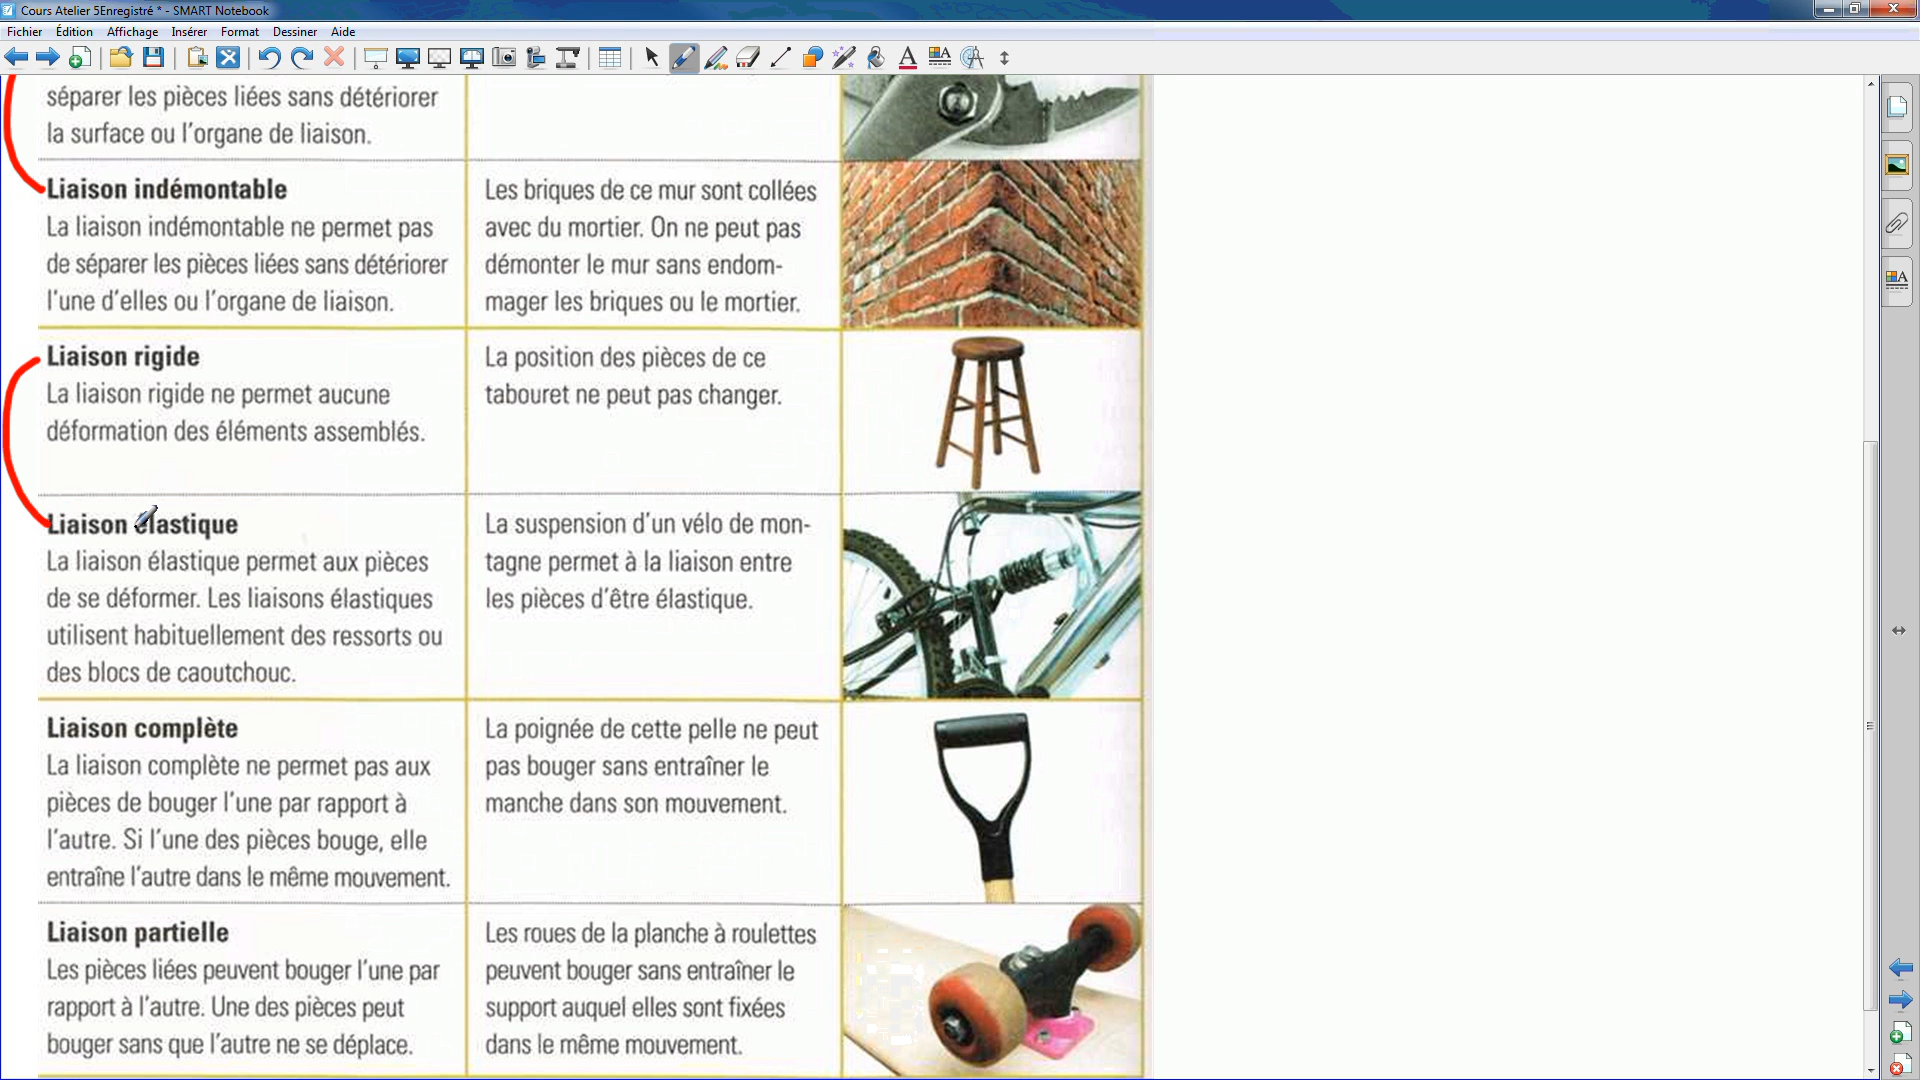 Cours Atelier 5Enregistré * - SMART Notebook
Fichier Édition Affichage Insérer Format Dessiner Aide
séparer les pièces liées sans détériorer
la surface ou l'organe de liaison.
Liaison indémontable
La liaison indémontable ne permet pas
de séparer les pièces liées sans détériorer
l'une d'elles ou l'organe de liaison.
Les briques de ce mur sont collées
avec du mortier. On ne peut pas
démonter le mur sans endom-
mager les briques ou le mortier.
Liaison rigide
La liaison rigide ne permet aucune
déformation des éléments assemblés.
La position des pièces de ce
tabouret ne peut pas changer.
Liaison élastique
La liaison élastique permet aux pièces
de se déformer. Les liaisons élastiques
utilisent habituellement des ressorts ou
des blocs de caoutchouc.
La suspension d'un vélo de mon-
tagne permet à la liaison entre
les pièces d'être élastique.
Liaison complète
La liaison complète ne permet pas aux
pièces de bouger l'une par rapport à
l'autre. Si l'une des pièces bouge, elle
entraîne l'autre dans le même mouvement.
La poignée de cette pelle ne peut
pas bouger sans entraîner le
manche dans son mouvement.
Liaison partielle
Les pièces liées peuvent bouger l'une par
rapport à l'autre. Une des pièces peut
bouger sans que l'autre ne se déplace.
Les roues de la planche à roulettes
peuvent bouger sans entraîner le
support auquel elles sont fixées
dans le même mouvement.